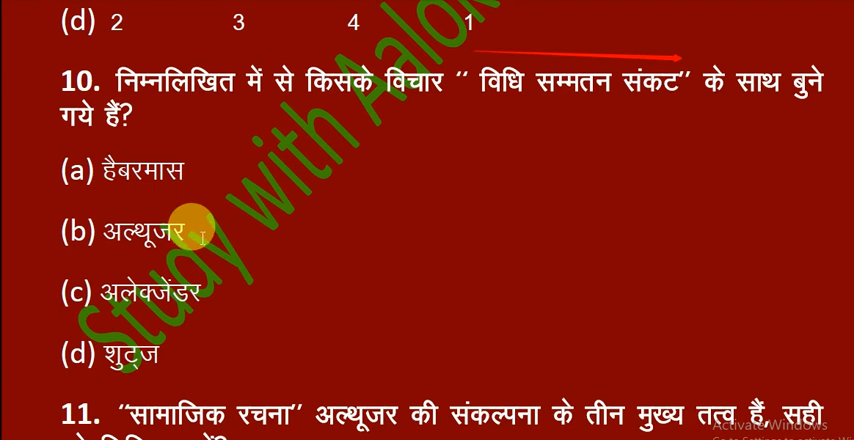 (d) 2 3 4 1
10. निम्नलिखित में से किसके विचार " विधि सम्मतन संकट" के साथ बुने
गये हैं?
(a) हैबरमास
(b) अल्थूजर
(c) अलेक्जेंडर
(d) शुट्ज
11. "सामाजिक रचना" अल्थूजर की संकल्पना के तीन मुख्य तत्व हैं, सही
Study with Aalok
Activate Windows